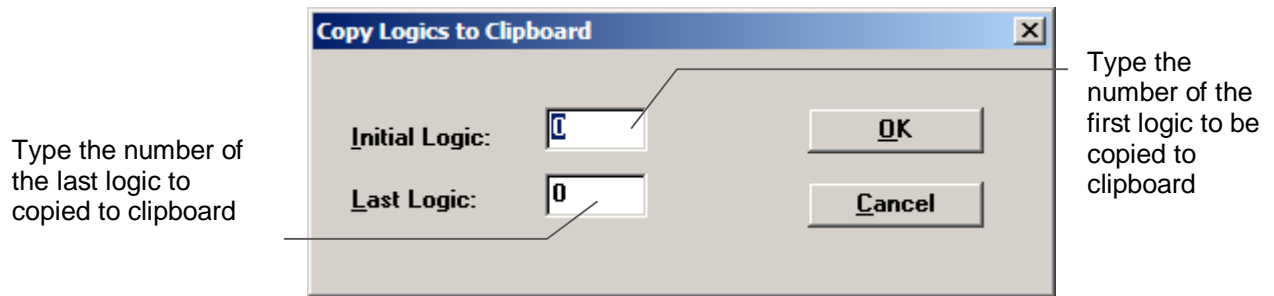 Copy Logics to Clipboard
Type the
number of the
first logic to be
copied to
clipboard
Initial Logic:
0
OK
Type the number of
the last logic to
copied to clipboard
Last Logic:
0
Cancel